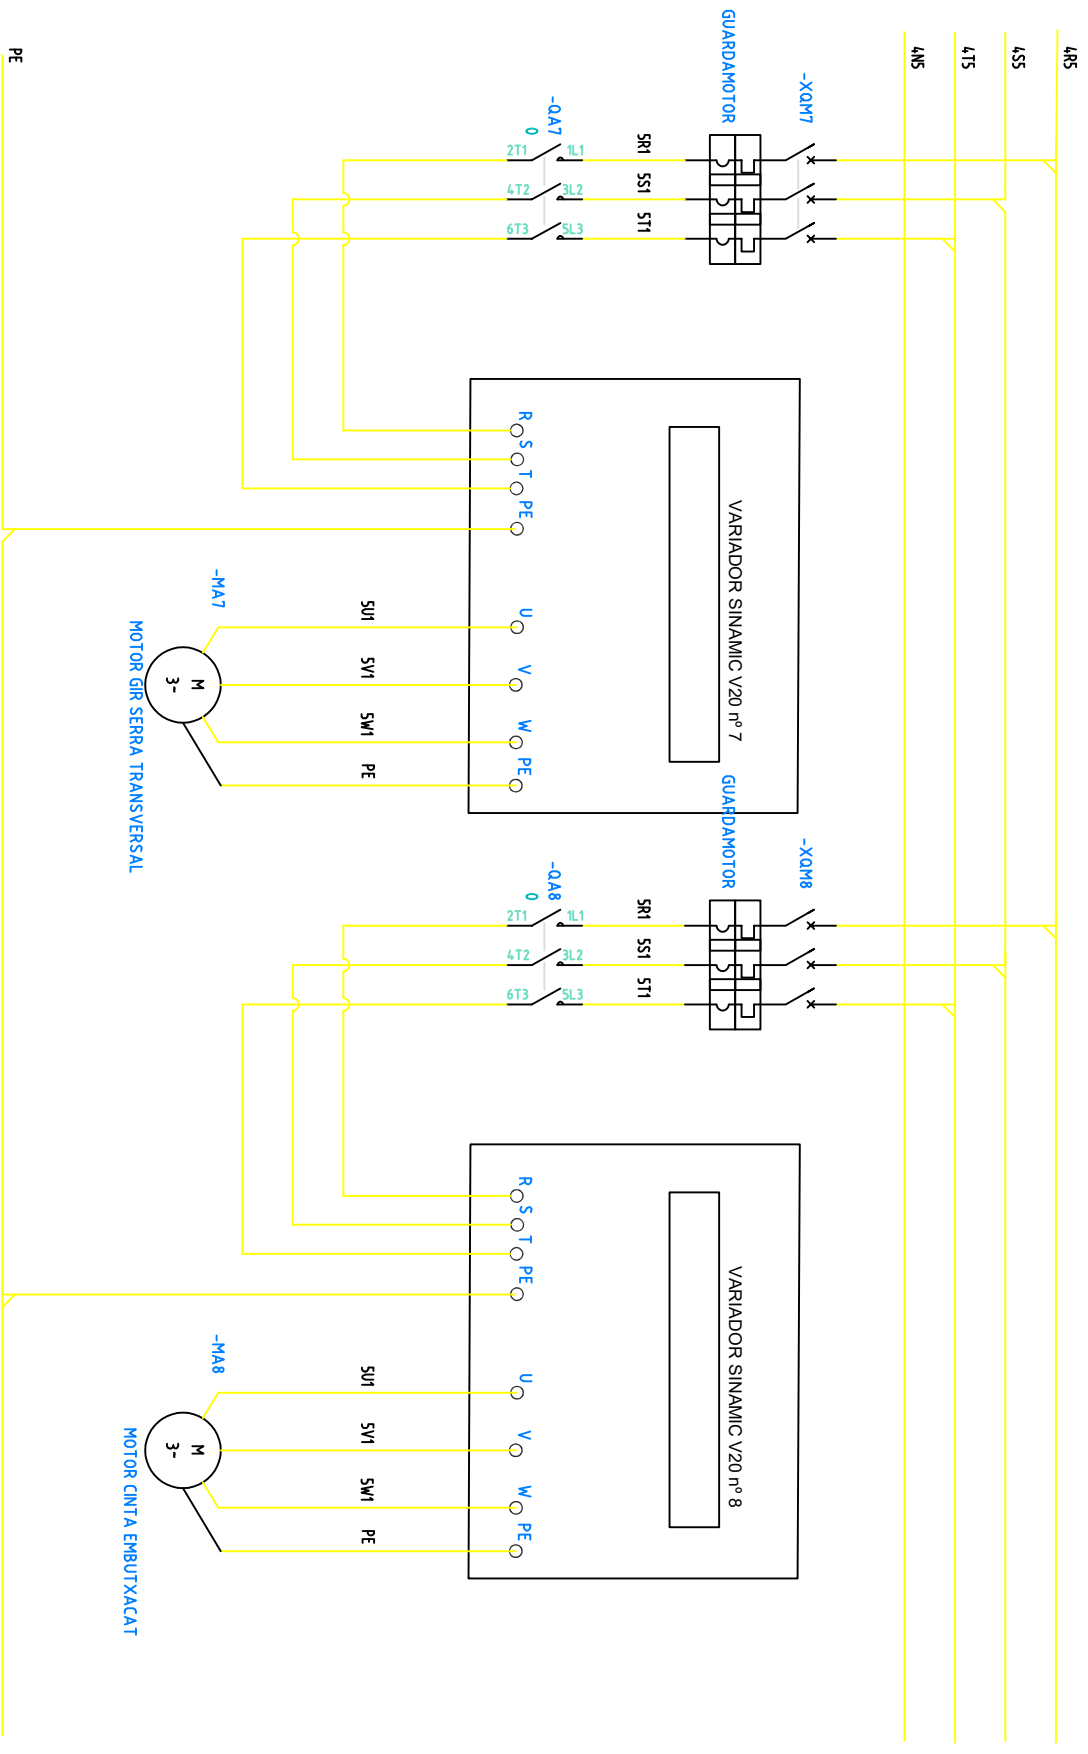 4R5
4S5
4T5
4N5
-XQM7
GUARDAMOTOR
5R1
5S1
5T1
-QA7
0
1L1
3L2
5L3
2T1
4T2
6T3
VARIADOR SINAMIC V20 nº 7
R
S
T
PE
U
V
W
PE
5U1
5V1
5W1
PE
-MA7
M
3~
MOTOR GIR SERRA TRANSVERSAL
-XQM8
GUARDAMOTOR
5R1
5S1
5T1
-QA8
0
1L1
3L2
5L3
2T1
4T2
6T3
VARIADOR SINAMIC V20 nº 8
R
S
T
PE
U
V
W
PE
5U1
5V1
5W1
PE
-MA8
M
3~
MOTOR CINTA EMBUTXACAT
PE